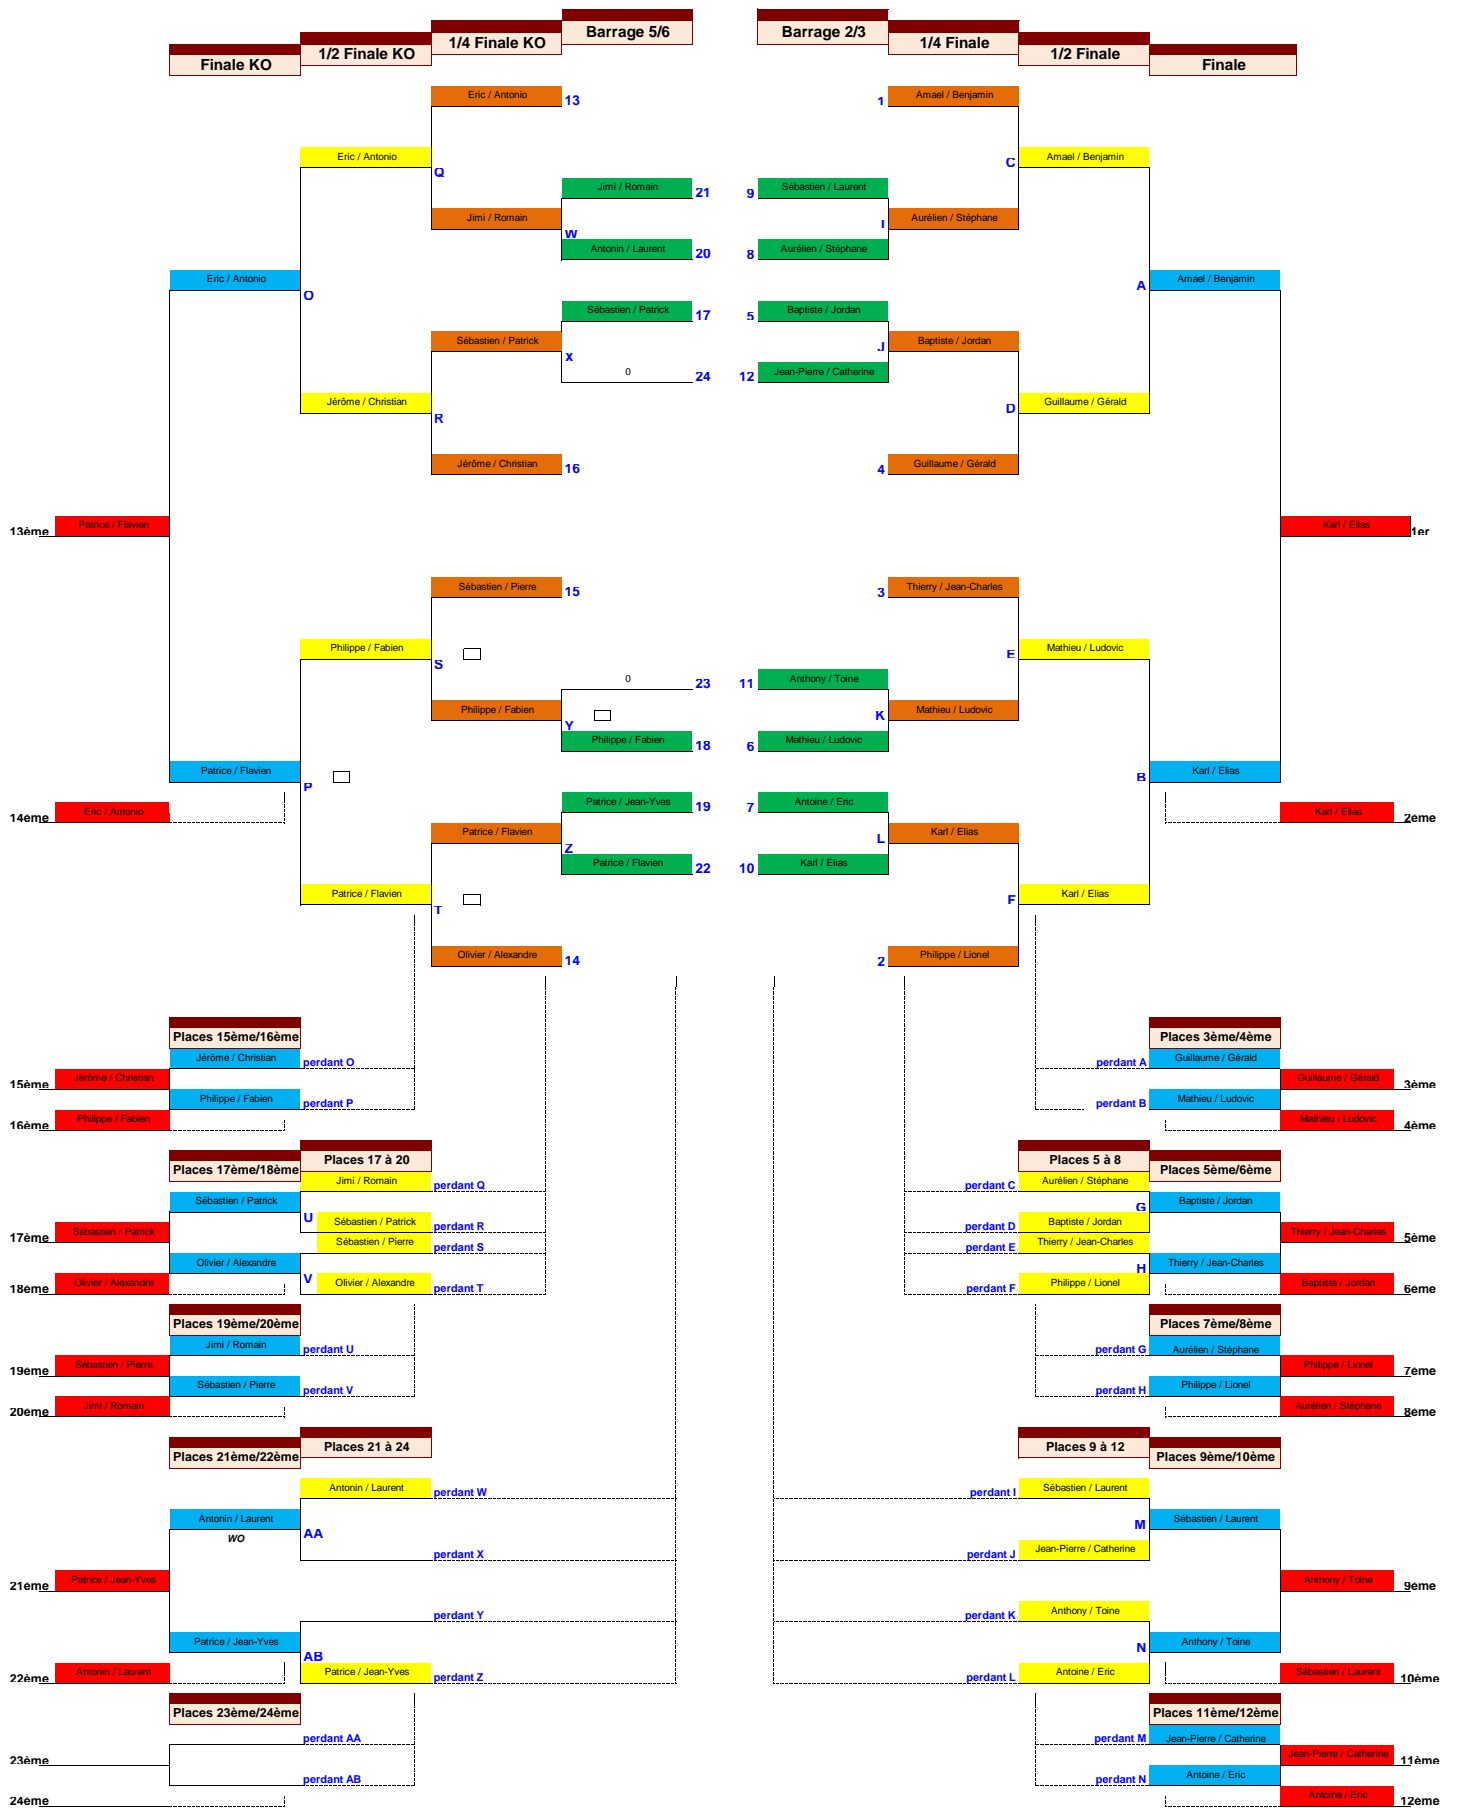 Barrage 5/6 Barrage 2/3
1/4 Finale KO 1/4 Finale
1/2 Finale KO 1/2 Finale
Finale KO Finale
Eric / Antonio 13 1 Amael / Benjamin
Eric / Antonio C Amael / Benjamin
Q
Jimi / Romain 21 9 Sébastien / Laurent
Jimi / Romain I Aurélien / Stéphane
W
Antonin / Laurent 20 8 Aurélien / Stéphane
Eric / Antonio A Amael / Benjamin
O
Sébastien / Patrick 17 5 Baptiste / Jordan
Sébastien / Patrick J Baptiste / Jordan
X
0 24 12 Jean-Pierre / Catherine
Jérôme / Christian D Guillaume / Gérald
R
Jérôme / Christian 16 4 Guillaume / Gérald
13ème Patrice / Flavien Karl / Elias 1er
Sébastien / Pierre 15 3 Thierry / Jean-Charles
Philippe / Fabien E Mathieu / Ludovic
S
0 23 11 Anthony / Toine
Philippe / Fabien K Mathieu / Ludovic
Y
Philippe / Fabien 18 6 Mathieu / Ludovic
Patrice / Flavien B Karl / Elias
P
Patrice / Jean-Yves 19 7 Antoine / Eric
14ème Eric / Antonio Karl / Elias 2ème
Patrice / Flavien L Karl / Elias
Z
Patrice / Flavien 22 10 Karl / Elias
Patrice / Flavien F Karl / Elias
T
Olivier / Alexandre 14 2 Philippe / Lionel
Places 15ème/16ème Places 3ème/4ème
Jérôme / Christian perdant O perdant A Guillaume / Gérald
15ème Jérôme / Christian Guillaume / Gérald 3ème
Philippe / Fabien perdant P perdant B Mathieu / Ludovic
16ème Philippe / Fabien Mathieu / Ludovic 4ème
Places 17 à 20 Places 5 à 8
Places 17ème/18ème Places 5ème/6ème
Jimi / Romain perdant Q perdant C Aurélien / Stéphane
Sébastien / Patrick G Baptiste / Jordan
U Sébastien / Patrick perdant R perdant D Baptiste / Jordan
17ème Sébastien / Patrick Thierry / Jean-Charles 5ème
Sébastien / Pierre perdant S perdant E Thierry / Jean-Charles
Olivier / Alexandre H Thierry / Jean-Charles
18ème Olivier / Alexandre V Olivier / Alexandre perdant T perdant F Philippe / Lionel Baptiste / Jordan 6ème
Places 19ème/20ème Places 7ème/8ème
Jimi / Romain perdant U perdant G Aurélien / Stéphane
19ème Sébastien / Pierre Philippe / Lionel 7ème
Sébastien / Pierre perdant V perdant H Philippe / Lionel
20ème Jimi / Romain Aurélien / Stéphane 8ème
Places 21 à 24 Places 9 à 12
Places 21ème/22ème Places 9ème/10ème
Antonin / Laurent perdant W perdant I Sébastien / Laurent
Antonin / Laurent M Sébastien / Laurent
WO AA
perdant X perdant J Jean-Pierre / Catherine
21ème Patrice / Jean-Yves Anthony / Toine 9ème
perdant Y perdant K Anthony / Toine
Patrice / Jean-Yves N Anthony / Toine
AB
22ème Antonin / Laurent Patrice / Jean-Yves perdant Z perdant L Antoine / Eric Sébastien / Laurent 10ème
Places 23ème/24ème Places 11ème/12ème
perdant AA perdant M Jean-Pierre / Catherine
23ème Jean-Pierre / Catherine 11ème
perdant AB perdant N Antoine / Eric
24ème Antoine / Eric 12ème